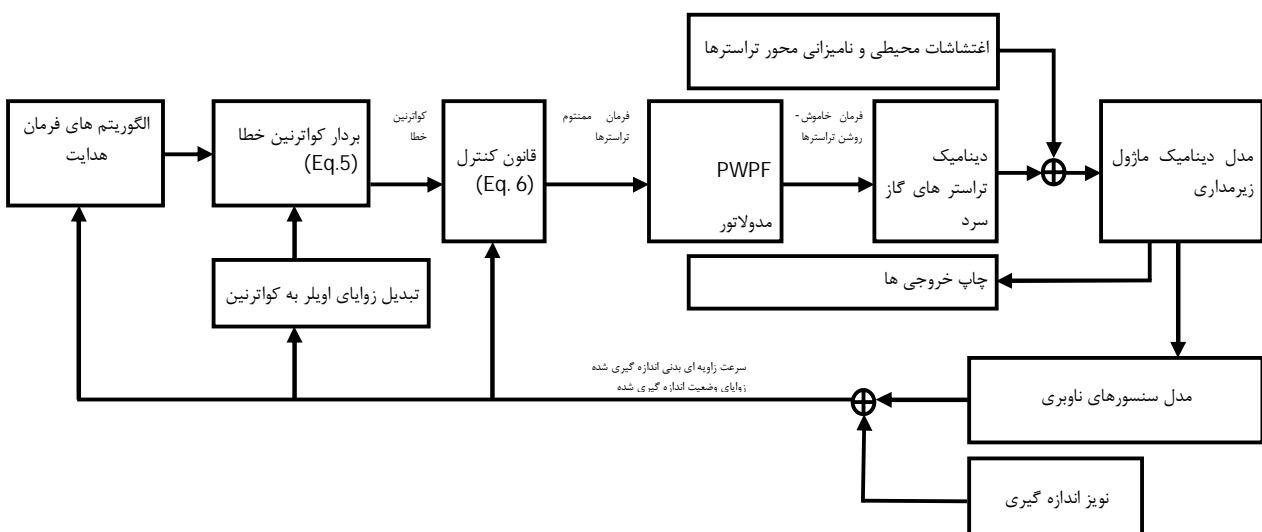 اغتشاشات محیطی و نامیزانی محور تراسترها
الگوریتم های فرمان
هدایت
بردار کواترنین خطا
(Eq.5)
کواترنین
خطا
قانون کنترل
(Eq. 6)
فرمان ممنتوم
تراسترها
PWPF
مدولاتور
فرمان خاموش-
روشن تراسترها
دینامیک
تراستر های گاز
سرد
مدل دینامیک ماژول
زیرمداری
تبدیل زوایای اویلر به کواترنین
چاپ خروجی ها
سرعت زاویه ای بدنی اندازه گیری شده
زوایای وضعیت اندازه گیری شده
مدل سنسورهای ناوبری
نویز اندازه گیری